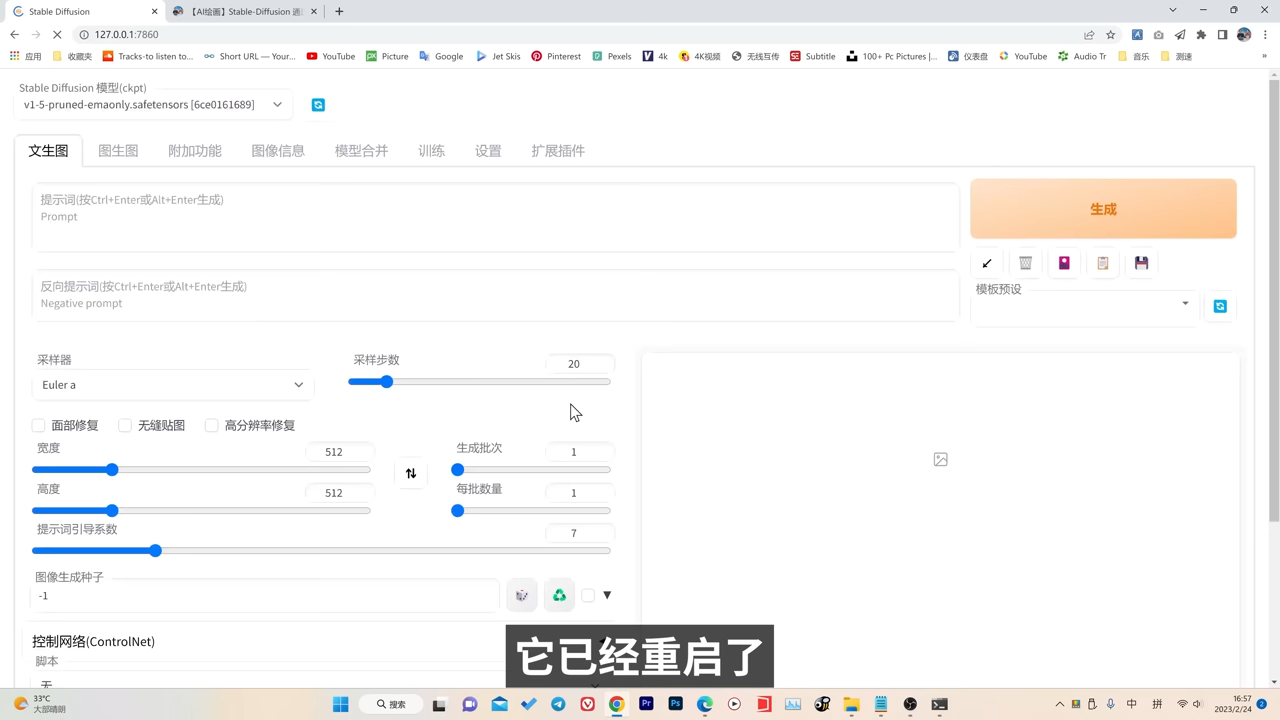 Stable Diffusion
【AI绘画】Stable-Diffusion 通
127.0.0.1:7860
应用
收藏夹
Tracks-to listen to...
Short URL — Your...
YouTube
Picture
Google
Jet Skis
Pinterest
Pexels
4k
4K视频
无线互传
Subtitle
100+ Pc Pictures |...
仪表盘
YouTube
Audio Tr
音乐
测速
Stable Diffusion 模型(ckpt)
v1-5-pruned-emaonly.safetensors [6ce0161689]
文生图
图生图
附加功能
图像信息
模型合并
训练
设置
扩展插件
提示词(按Ctrl+Enter或Alt+Enter生成)
Prompt
生成
反向提示词(按Ctrl+Enter或Alt+Enter生成)
Negative prompt
模板预设
采样器
Euler a
采样步数
20
面部修复
无缝贴图
高分辨率修复
宽度
512
生成批次
1
高度
512
每批数量
1
提示词引导系数
7
图像生成种子
-1
控制网络(ControlNet)
脚本
无
它已经重启了
33°C
大部晴朗
搜索
中
拼
16:57
2023/2/24